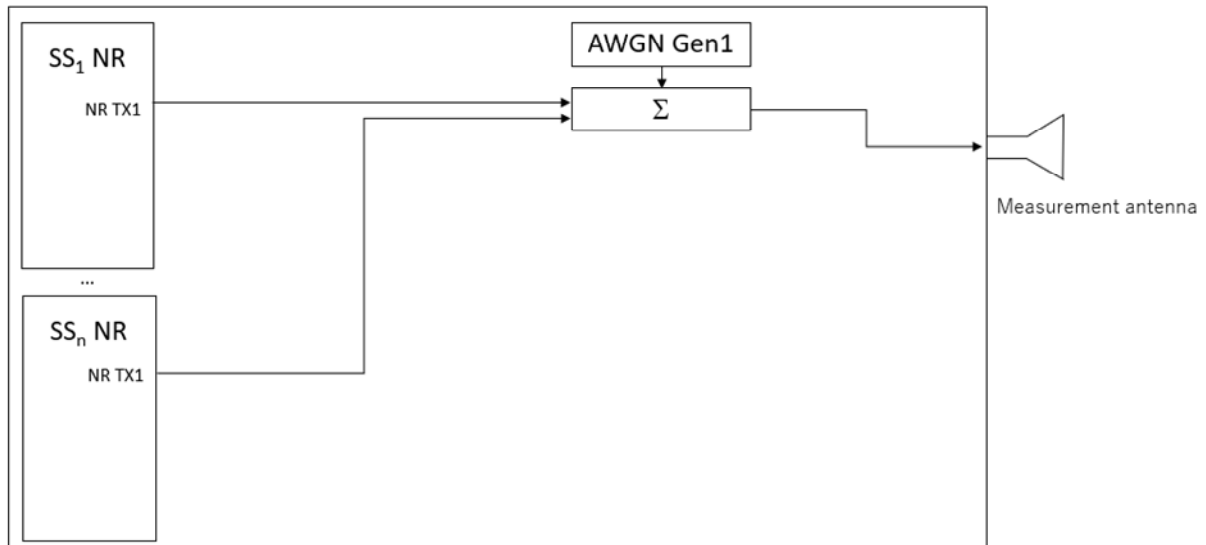 SS₁ NR
NR TX1
AWGN Gen1
Σ
Measurement antenna
...
SSₙ NR
NR TX1